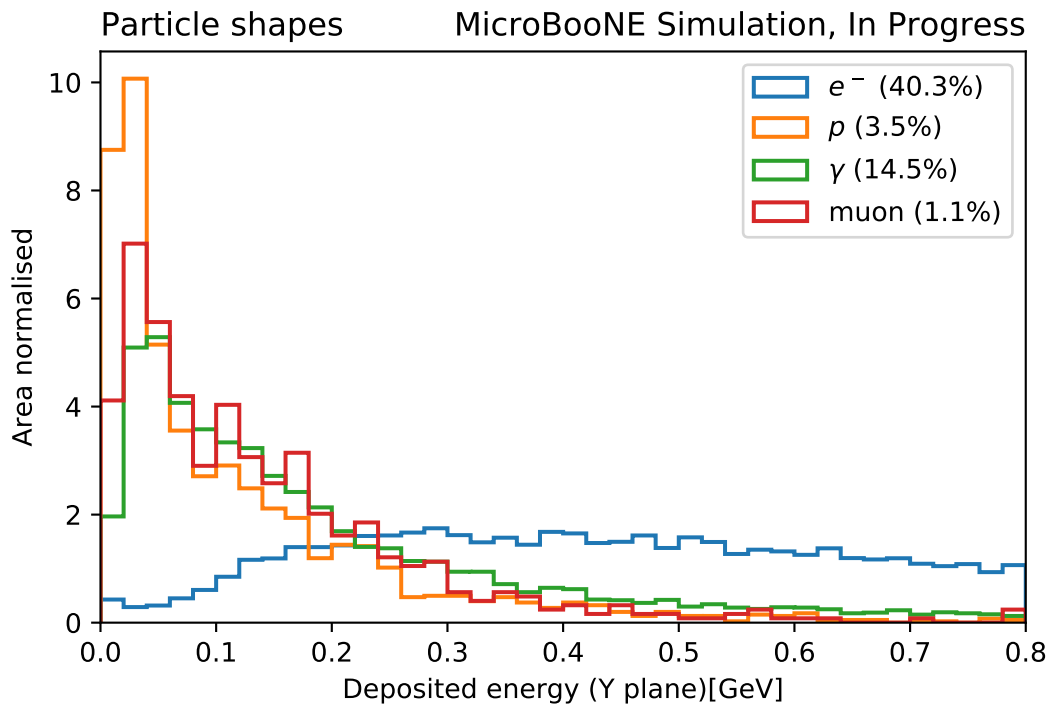 Particle shapes
MicroBooNE Simulation, In Progress
e⁻ (40.3%)
p (3.5%)
γ (14.5%)
muon (1.1%)
Area normalised
10
8
6
4
2
0
0.0 0.1 0.2 0.3 0.4 0.5 0.6 0.7 0.8
Deposited energy (Y plane)[GeV]